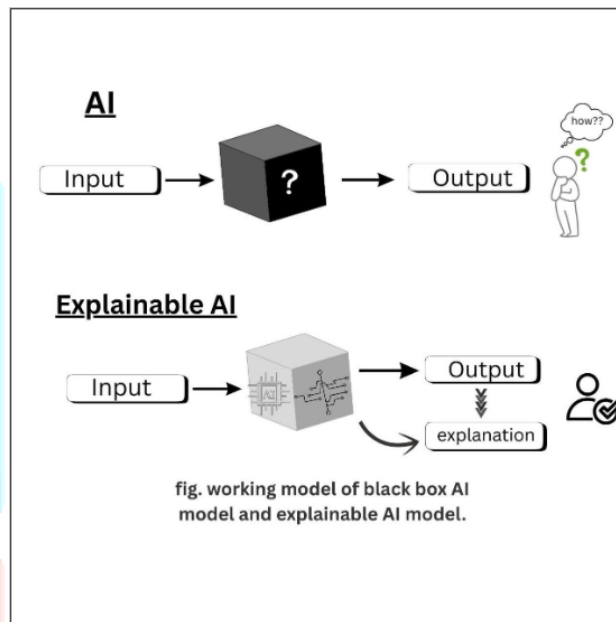 AI
how??
?
Input
?
Output
Explainable AI
Input
AI
Output
explanation
fig. working model of black box AI
model and explainable AI model.